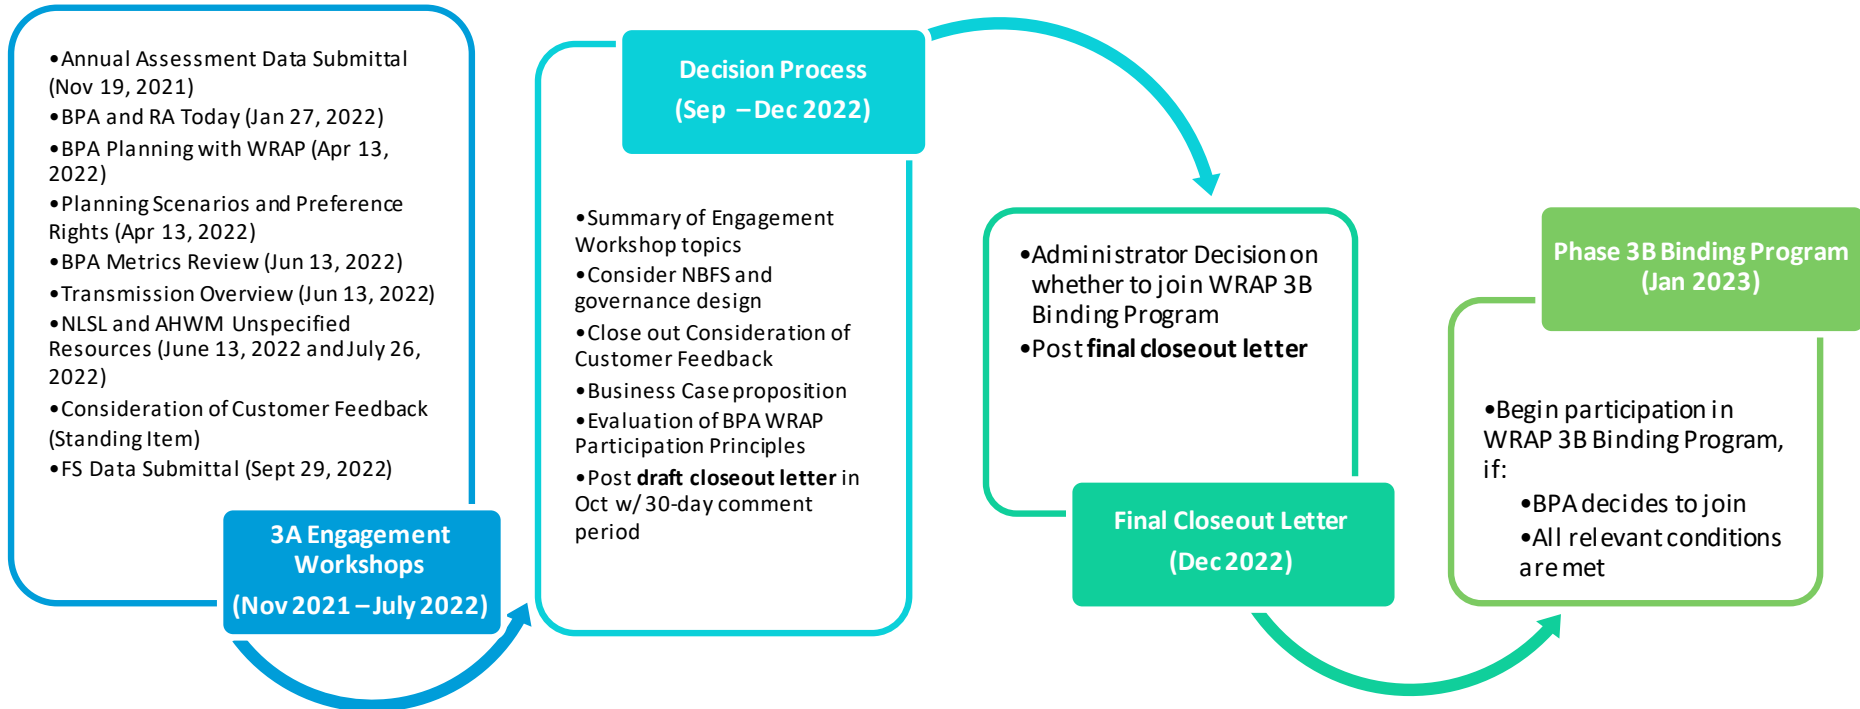 •Annual Assessment Data Submittal
(Nov 19, 2021)
•BPA and RA Today (Jan 27, 2022)
•BPA Planning with WRAP (Apr 13,
2022)
•Planning Scenarios and Preference
Rights (Apr 13, 2022)
•BPA Metrics Review (Jun 13, 2022)
•Transmission Overview (Jun 13, 2022)
•NLSL and AHWM Unspecified
Resources (June 13, 2022 and July 26,
2022)
•Consideration of Customer Feedback
(Standing Item)
•FS Data Submittal (Sept 29, 2022)
3A Engagement
Workshops
(Nov 2021 – July 2022)
Decision Process
(Sep – Dec 2022)
•Summary of Engagement
Workshop topics
•Consider NBFS and
governance design
•Close out Consideration of
Customer Feedback
•Business Case proposition
•Evaluation of BPA WRAP
Participation Principles
•Post draft closeout letter in
Oct w/ 30-day comment
period
•Administrator Decision on
whether to join WRAP 3B
Binding Program
•Post final closeout letter
Final Closeout Letter
(Dec 2022)
Phase 3B Binding Program
(Jan 2023)
•Begin participation in
WRAP 3B Binding Program,
if:
•BPA decides to join
•All relevant conditions
are met